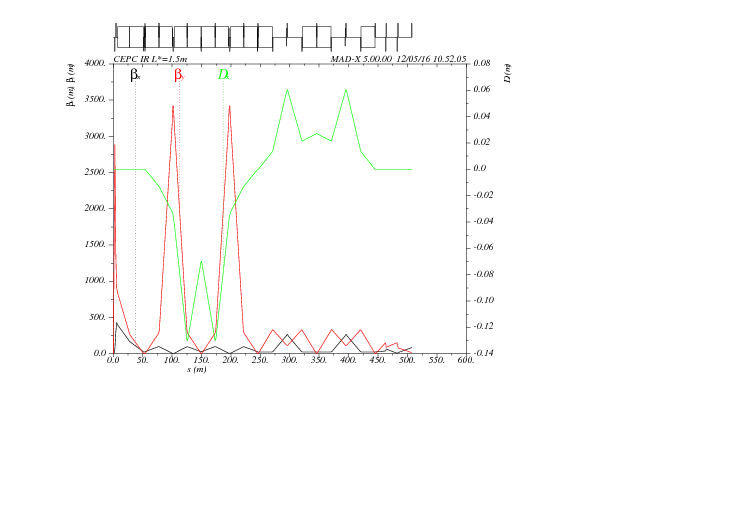 CEPC IR L*=1.5m MAD-X 5.00.00 12/05/16 10.52.05
4000. 0.08
βx βy Dx
β (m) β (m) D (m)
3500. 0.06
0.04
3000. 0.02
2500. 0.0
-0.02
2000. -0.04
1500. -0.06
1000. -0.08
-0.10
500. -0.12
0.0 -0.14
0.0 50. 100. 150. 200. 250. 300. 350. 400. 450. 500. 550. 600.
s (m)